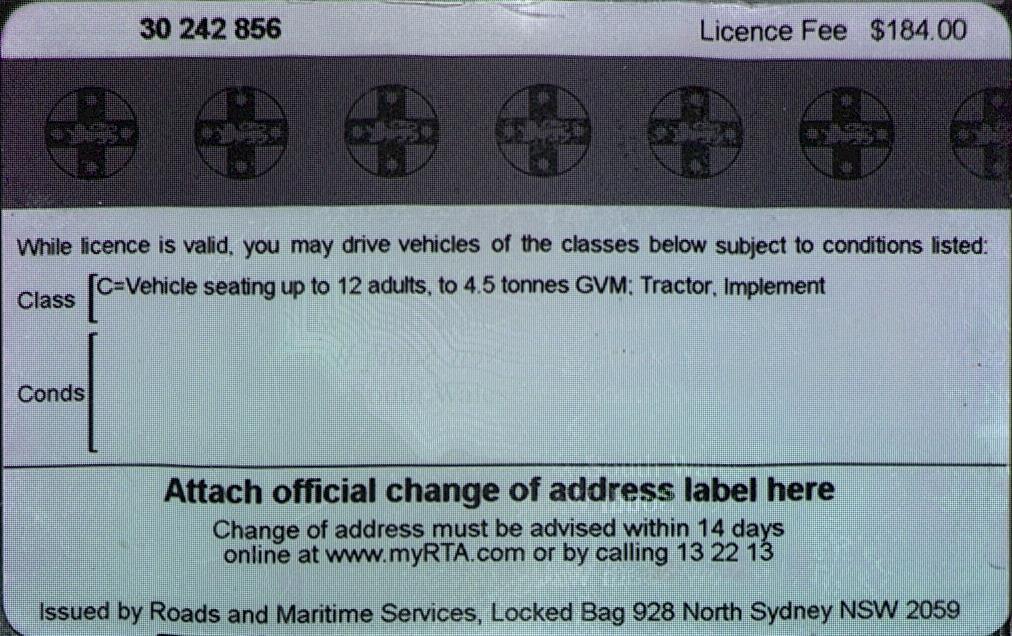 30 242 856 Licence Fee $184.00
While licence is valid, you may drive vehicles of the classes below subject to conditions listed:
Class C=Vehicle seating up to 12 adults, to 4.5 tonnes GVM; Tractor, Implement
Conds
Attach official change of address label here
Change of address must be advised within 14 days
online at www.myRTA.com or by calling 13 22 13
Issued by Roads and Maritime Services, Locked Bag 928 North Sydney NSW 2059